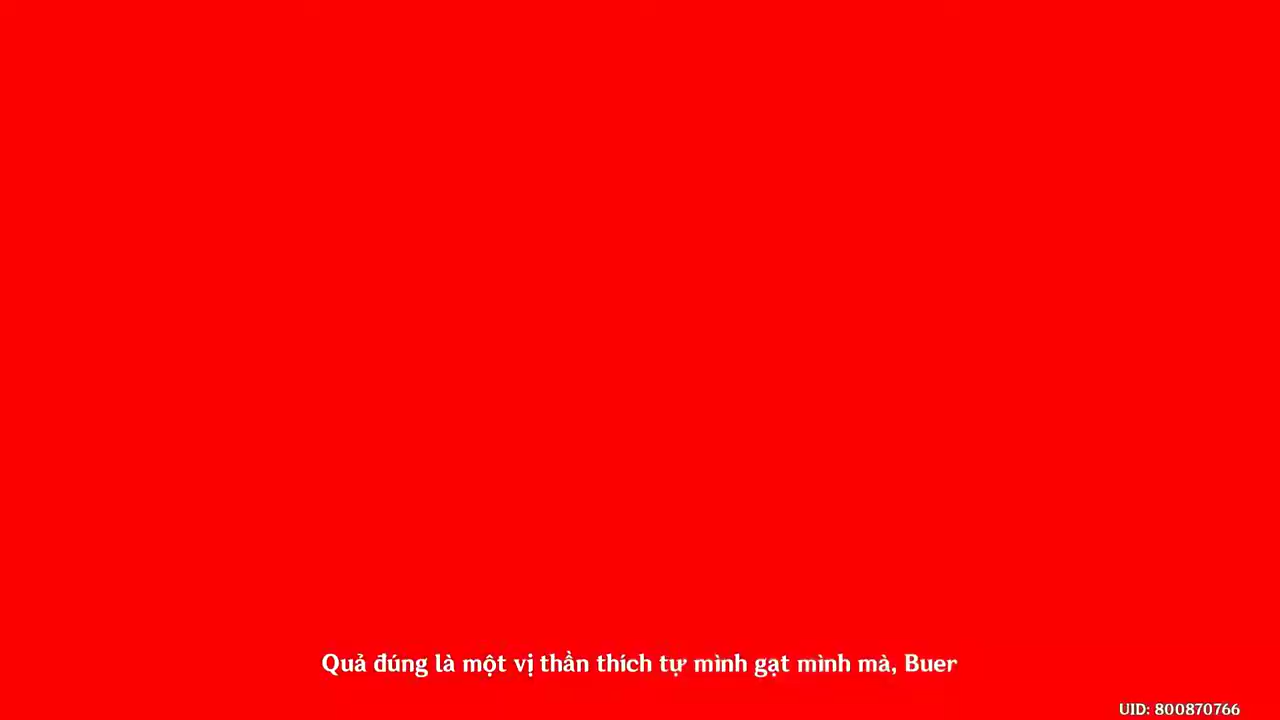 Quả đúng là một vị thần thích tự mình gạt mình mà, Buer
UID: 800870766